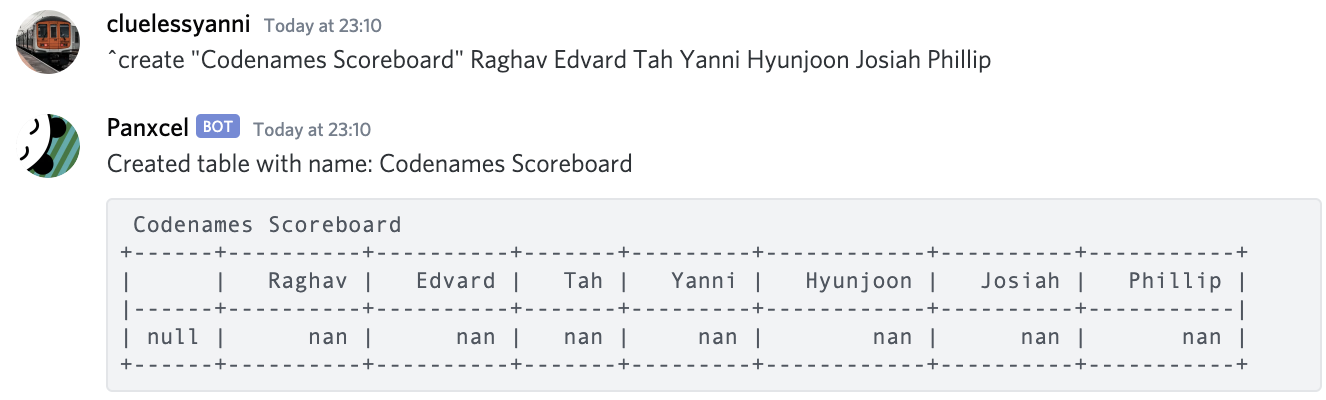 cluelessyanni Today at 23:10
^create "Codenames Scoreboard" Raghav Edvard Tah Yanni Hyunjoon Josiah Phillip
Panxcel BOT Today at 23:10
Created table with name: Codenames Scoreboard
Codenames Scoreboard
+------+----------+----------+-------+---------+------------+----------+-----------+
|      |   Raghav |   Edvard |   Tah |   Yanni |   Hyunjoon |   Josiah |   Phillip |
|------+----------+----------+-------+---------+------------+----------+-----------|
| null |      nan |      nan |   nan |     nan |        nan |      nan |       nan |
+------+----------+----------+-------+---------+------------+----------+-----------+